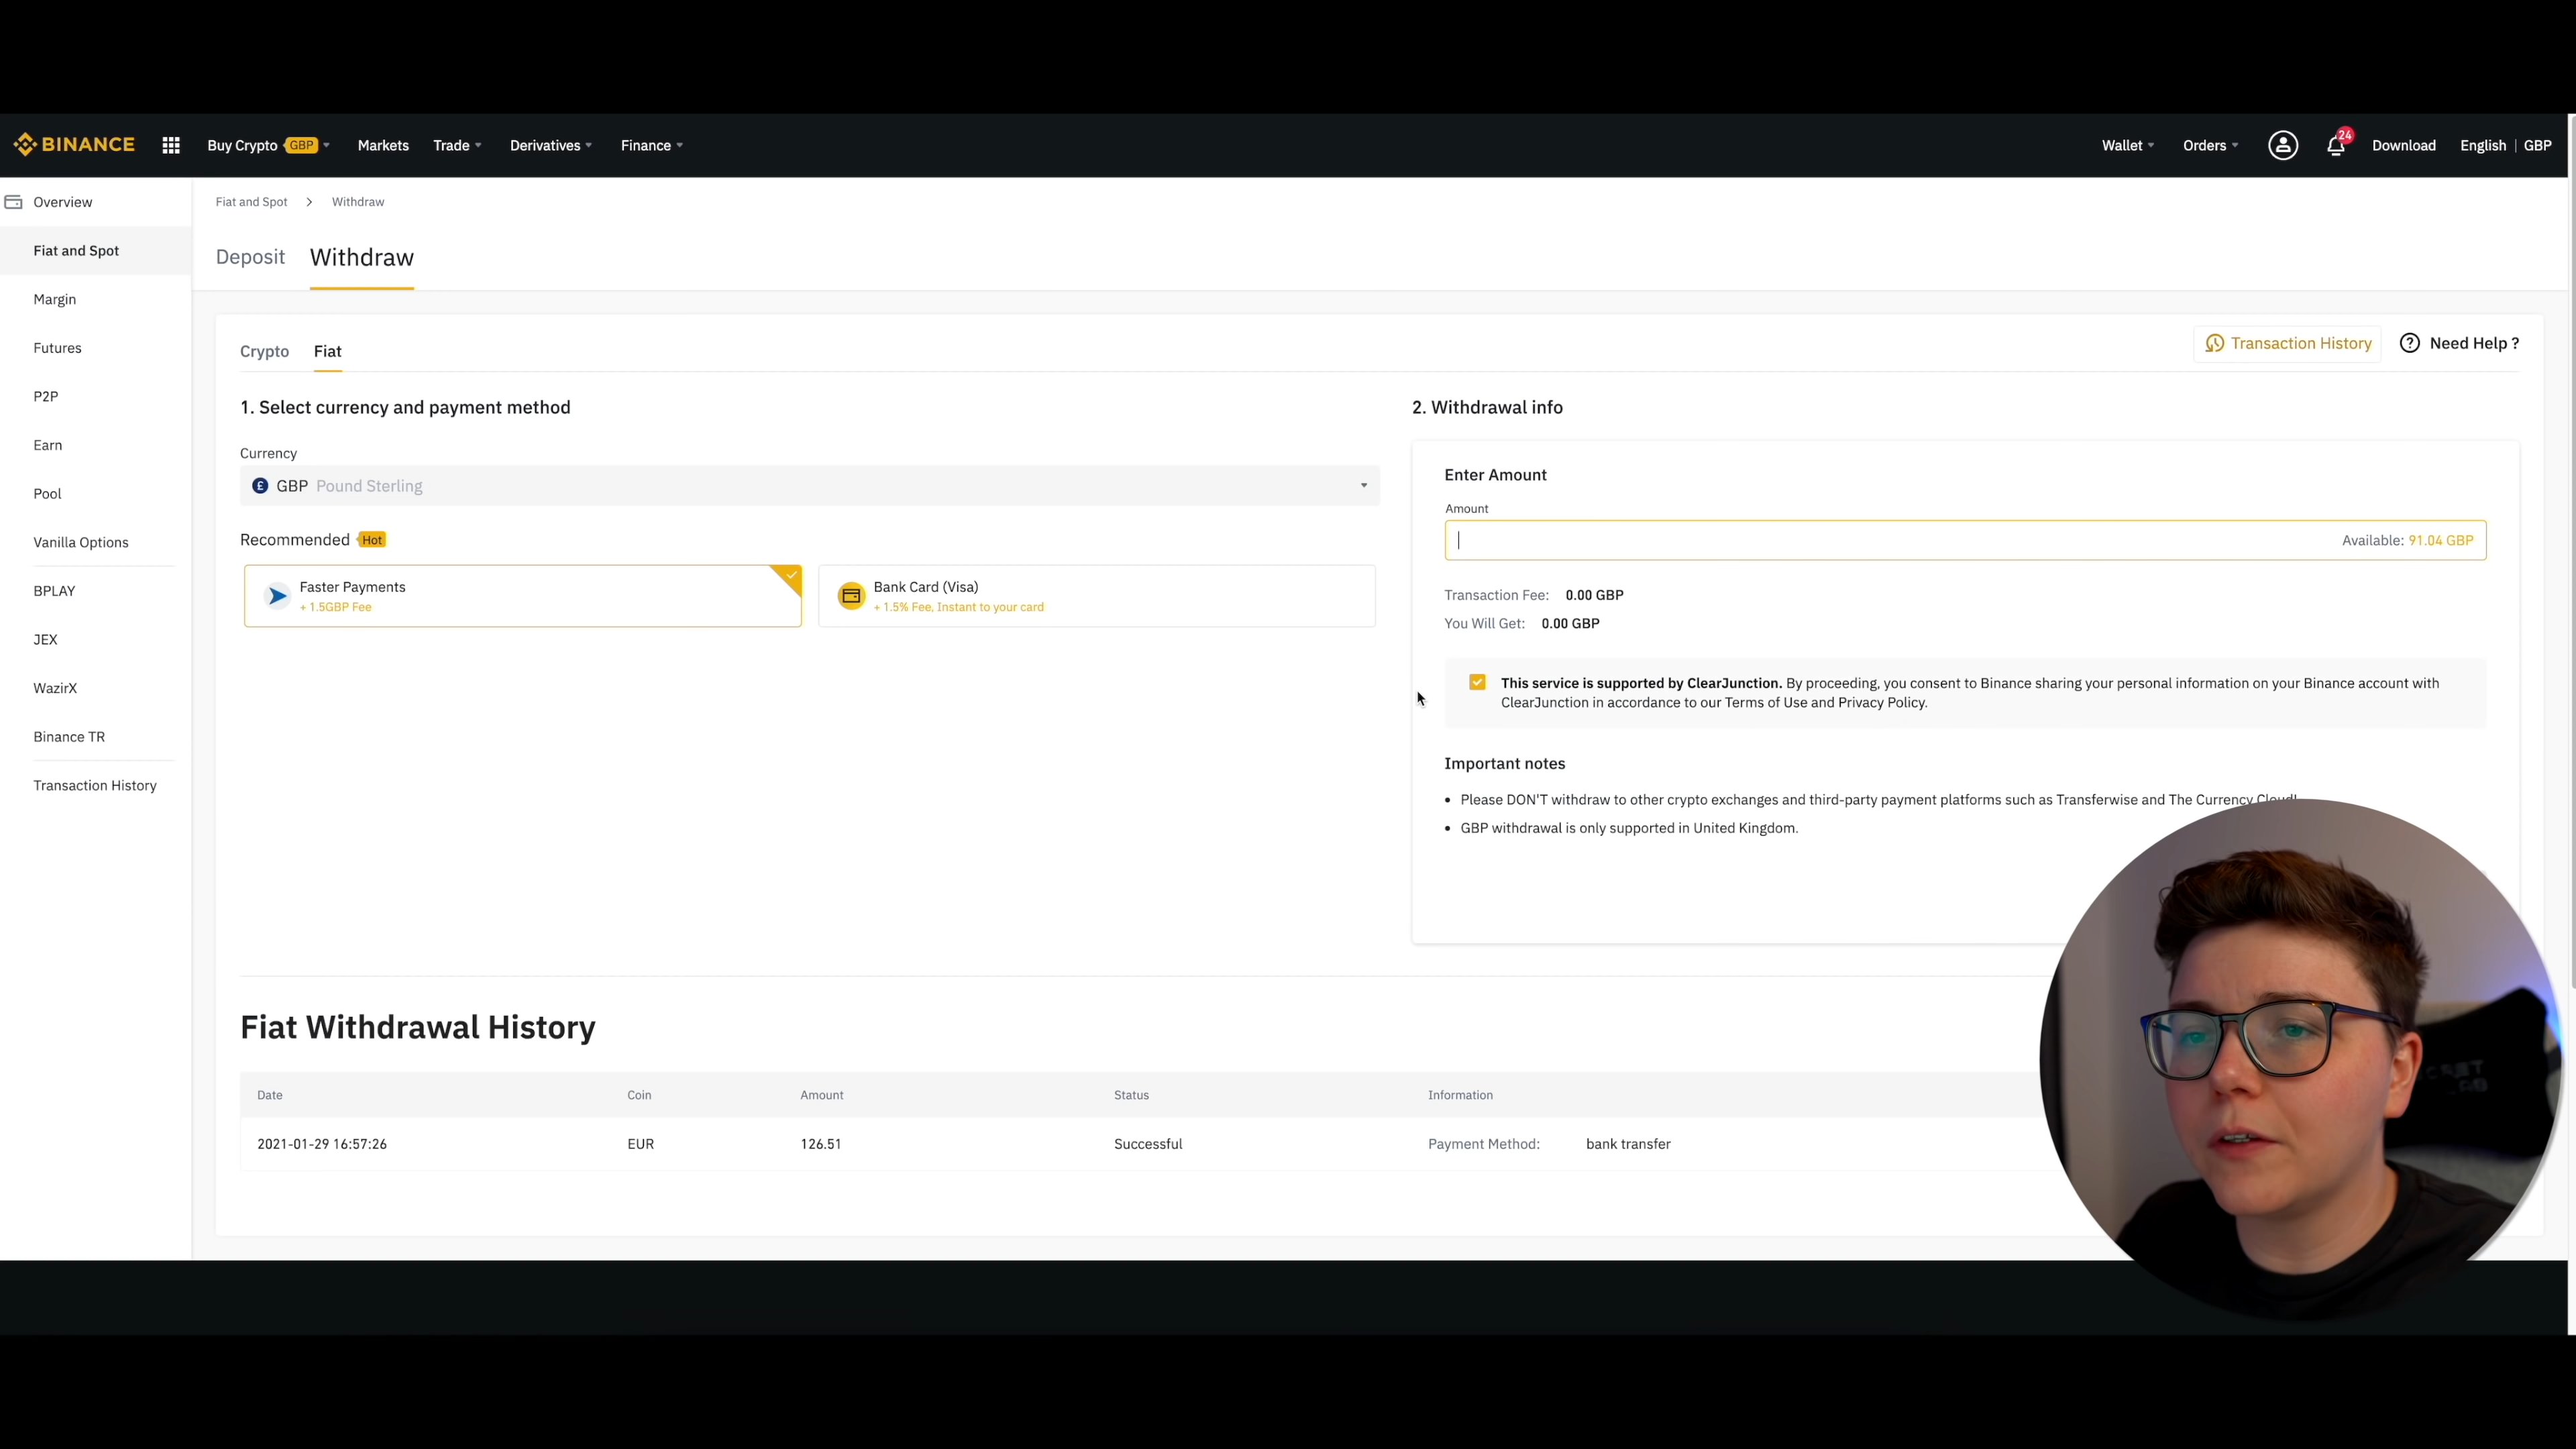 BINANCE
Buy Crypto GBP
Markets
Trade
Derivatives
Finance
Wallet
Orders
24
Download
English | GBP
Overview
Fiat and Spot
Margin
Futures
P2P
Earn
Pool
Vanilla Options
BPLAY
JEX
WazirX
Binance TR
Transaction History
Fiat and Spot > Withdraw
Deposit
Withdraw
Crypto
Fiat
Transaction History
Need Help ?
1. Select currency and payment method
Currency
£ GBP Pound Sterling
Recommended Hot
Faster Payments
+ 1.5GBP Fee
Bank Card (Visa)
+ 1.5% Fee, Instant to your card
2. Withdrawal info
Enter Amount
Amount
Available: 91.04 GBP
Transaction Fee: 0.00 GBP
You Will Get: 0.00 GBP
This service is supported by ClearJunction. By proceeding, you consent to Binance sharing your personal information on your Binance account with
ClearJunction in accordance to our Terms of Use and Privacy Policy.
Important notes
• Please DON'T withdraw to other crypto exchanges and third-party payment platforms such as Transferwise and The Currency Cloud!
• GBP withdrawal is only supported in United Kingdom.
Fiat Withdrawal History
Date Coin Amount Status Information
2021-01-29 16:57:26 EUR 126.51 Successful Payment Method: bank transfer